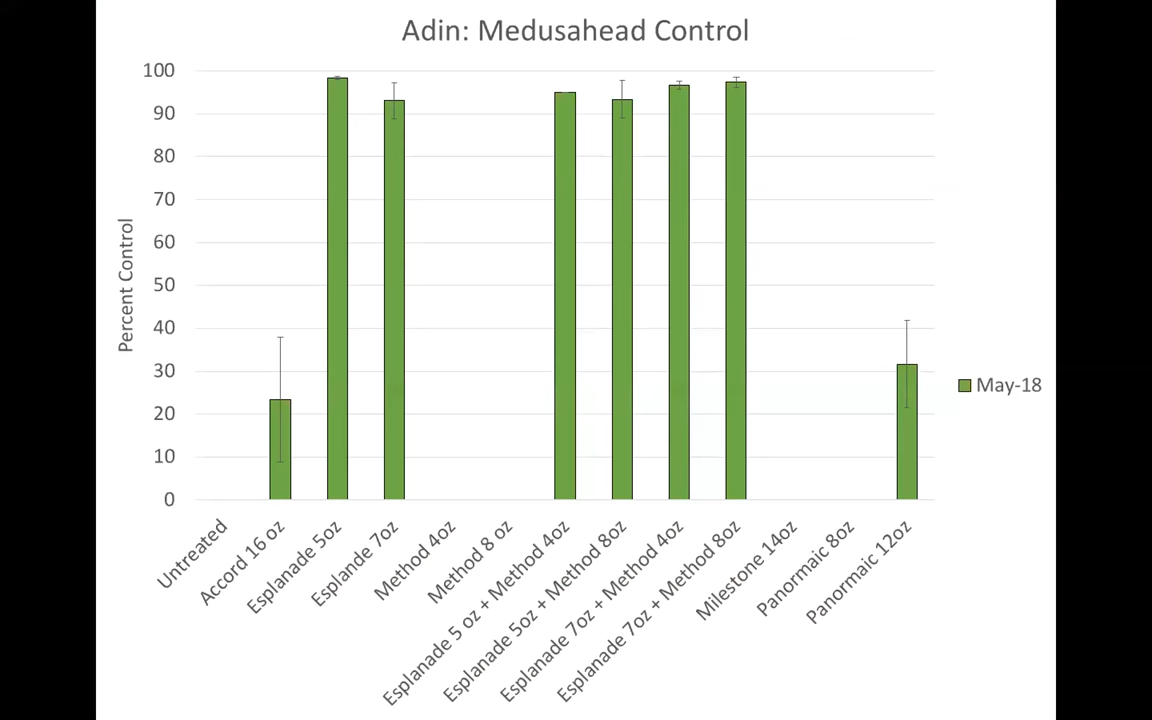 Adin: Medusahead Control
Percent Control
100
90
80
70
60
50
40
30
20
10
0
Untreated
Accord 16 oz
Esplanade 5oz
Esplande 7oz
Method 4oz
Method 8 oz
Esplanade 5 oz + Method 4oz
Esplanade 5oz + Method 8oz
Esplanade 7oz + Method 4oz
Esplanade 7oz + Method 8oz
Milestone 14oz
Panormaic 8oz
Panormaic 12oz
May-18